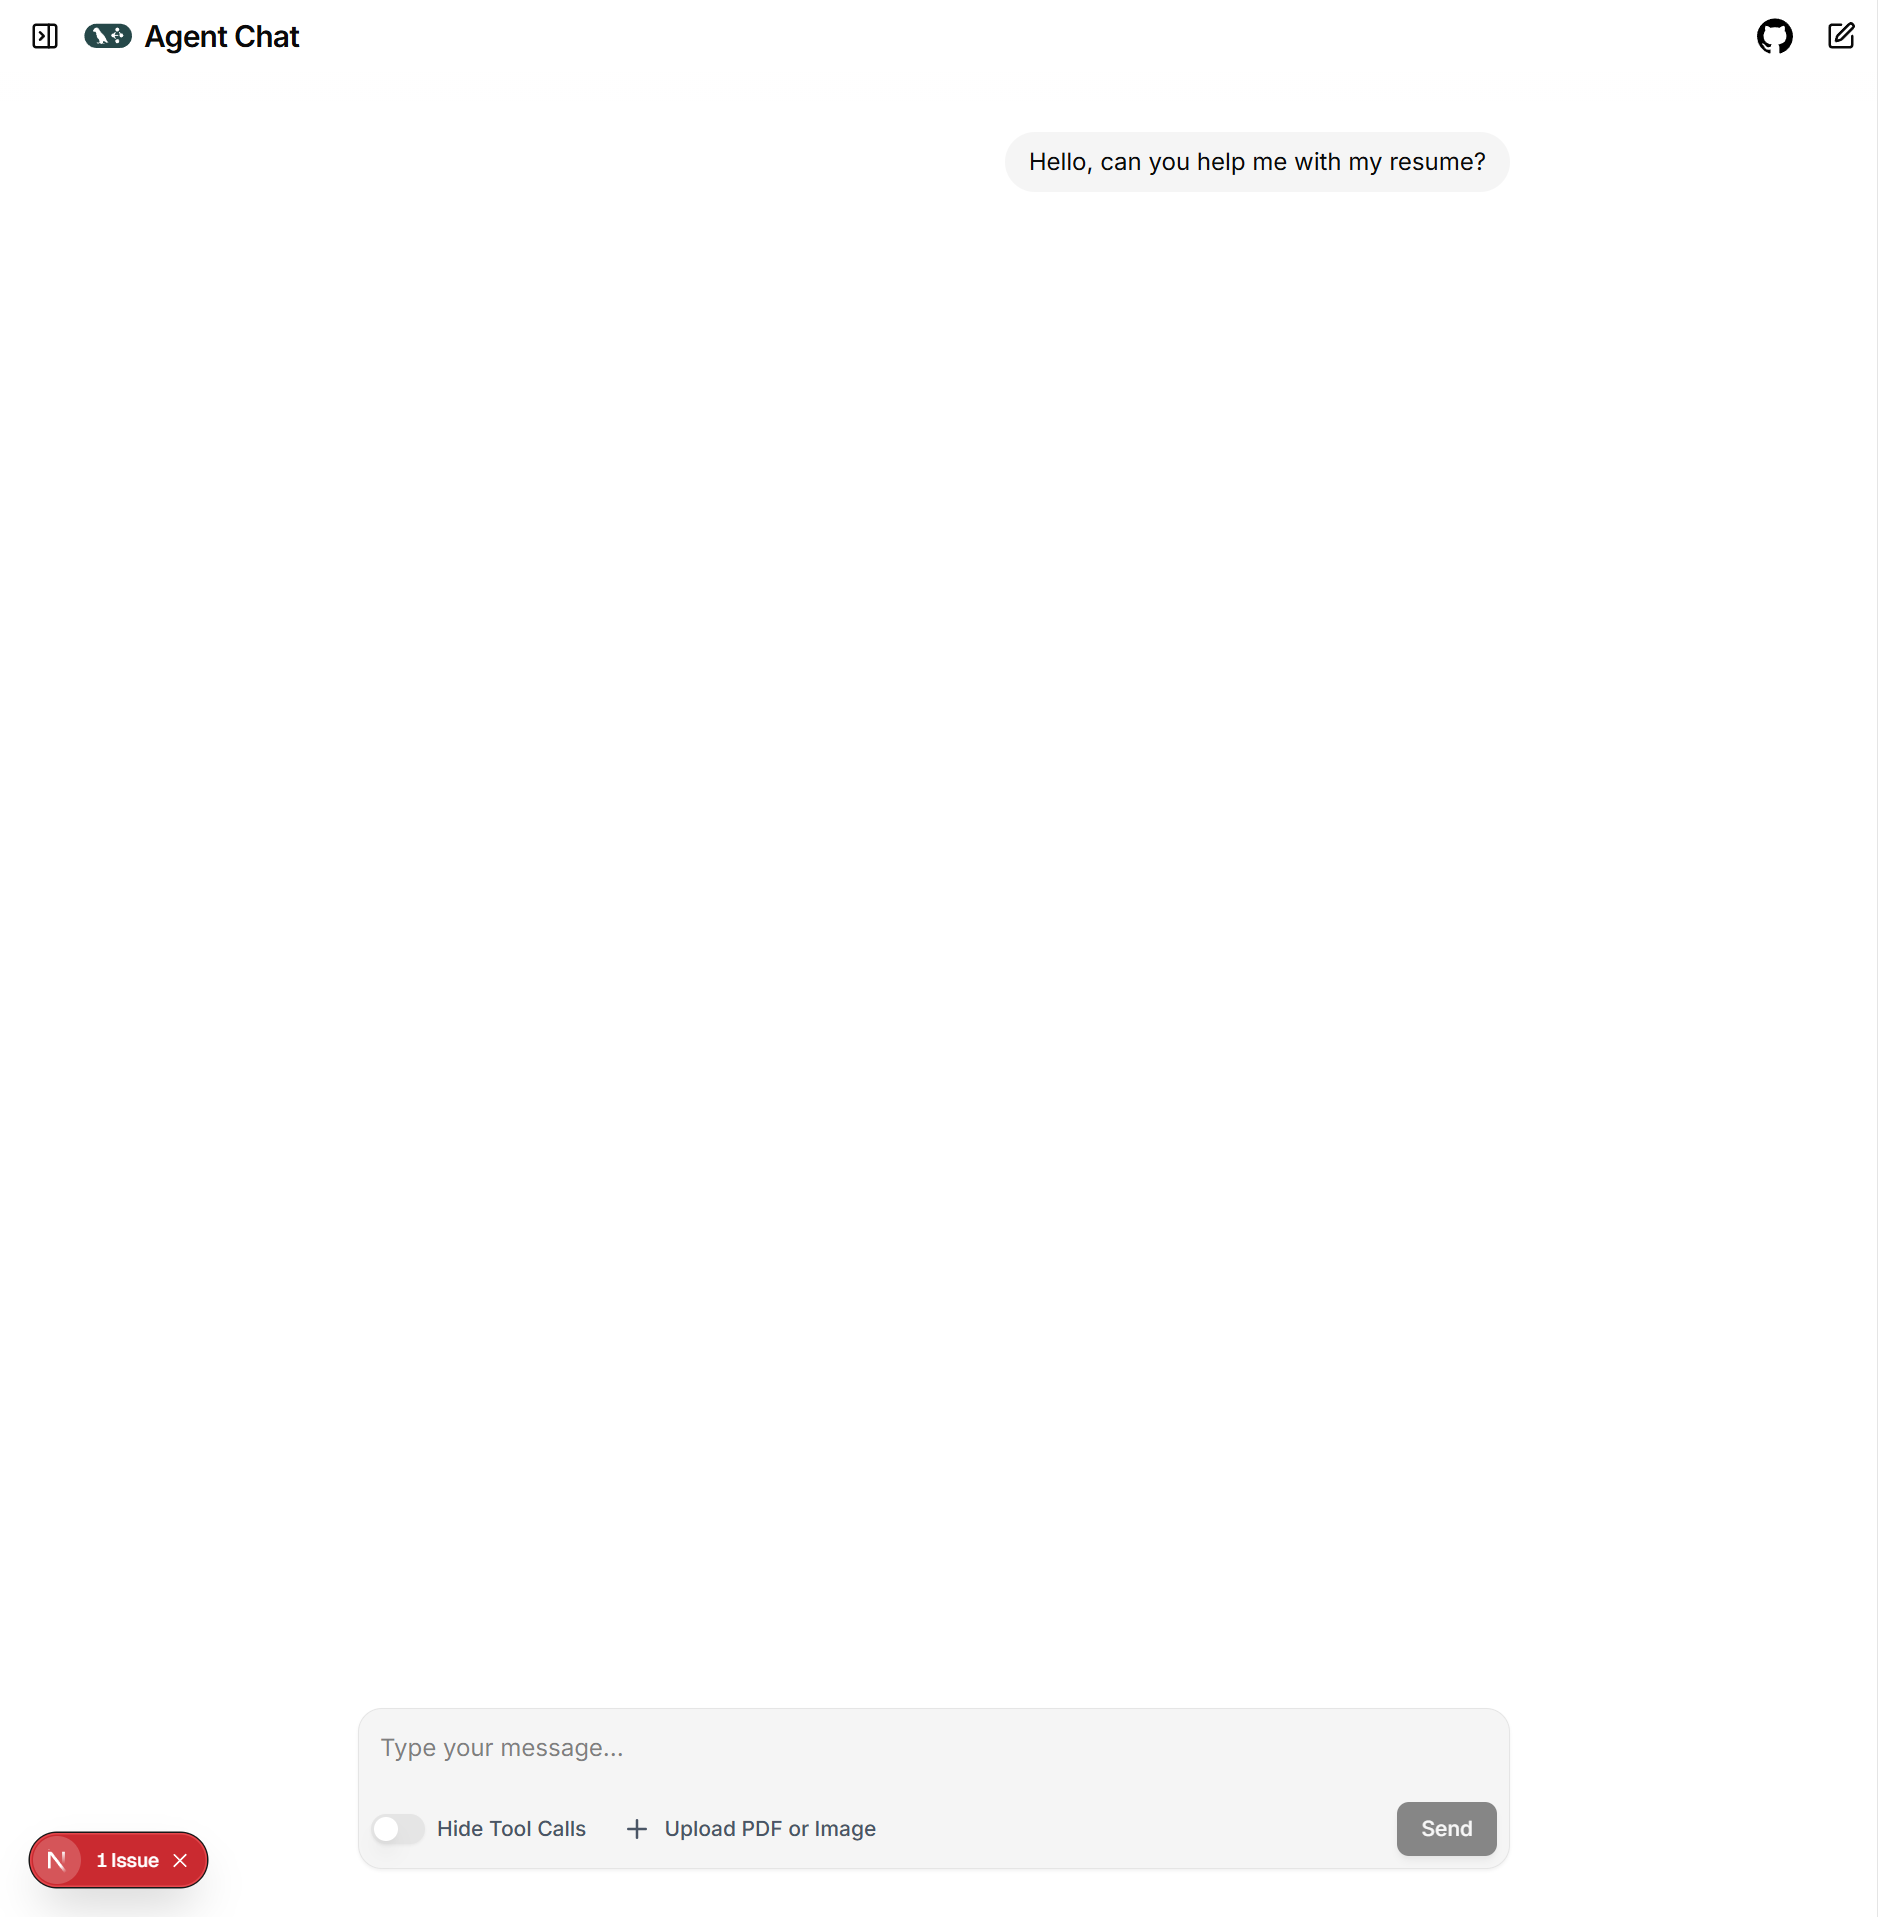 Agent Chat
Hello, can you help me with my resume?
Type your message...
Hide Tool Calls
Upload PDF or Image
Send
N
1 Issue